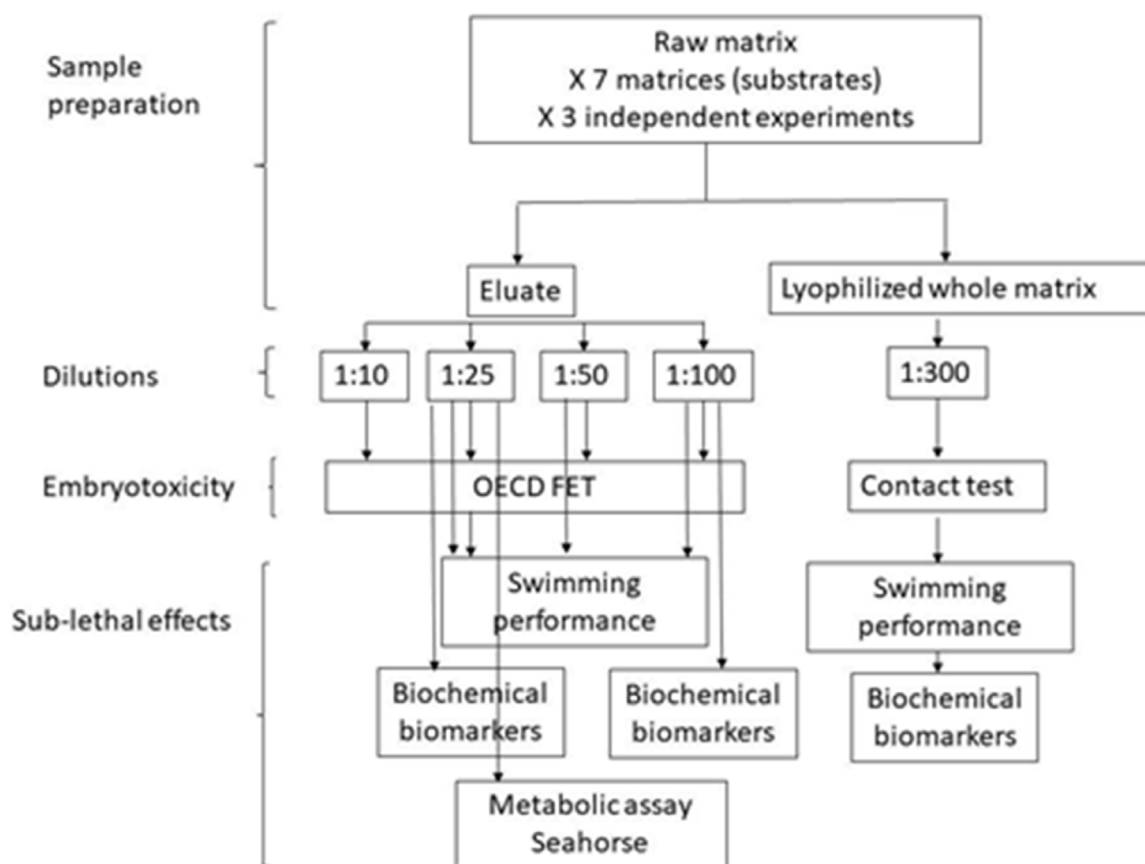 Sample
preparation
Raw matrix
X 7 matrices (substrates)
X 3 independent experiments
Eluate
Lyophilized whole matrix
Dilutions
1:10
1:25
1:50
1:100
1:300
Embryotoxicity
OECD FET
Contact test
Sub-lethal effects
Swimming
performance
Swimming
performance
Biochemical
biomarkers
Biochemical
biomarkers
Biochemical
biomarkers
Metabolic assay
Seahorse